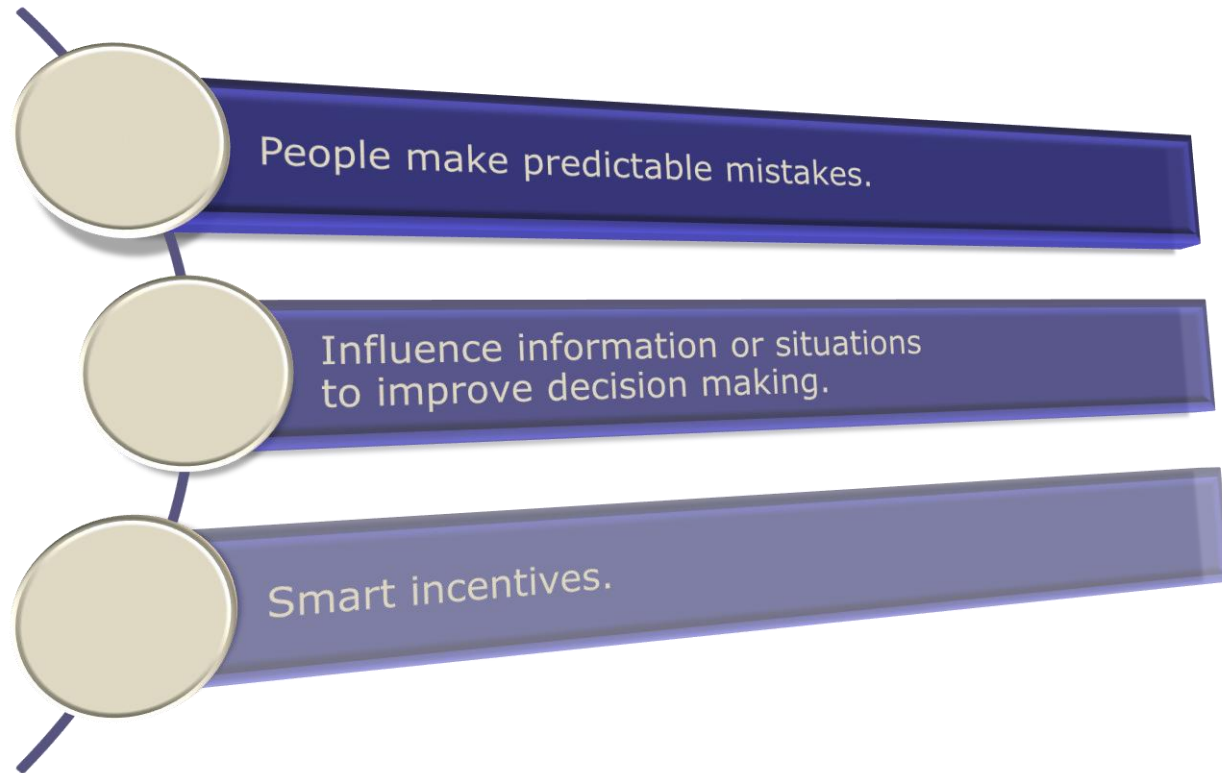 People make predictable mistakes.
Influence information or situations
to improve decision making.
Smart incentives.